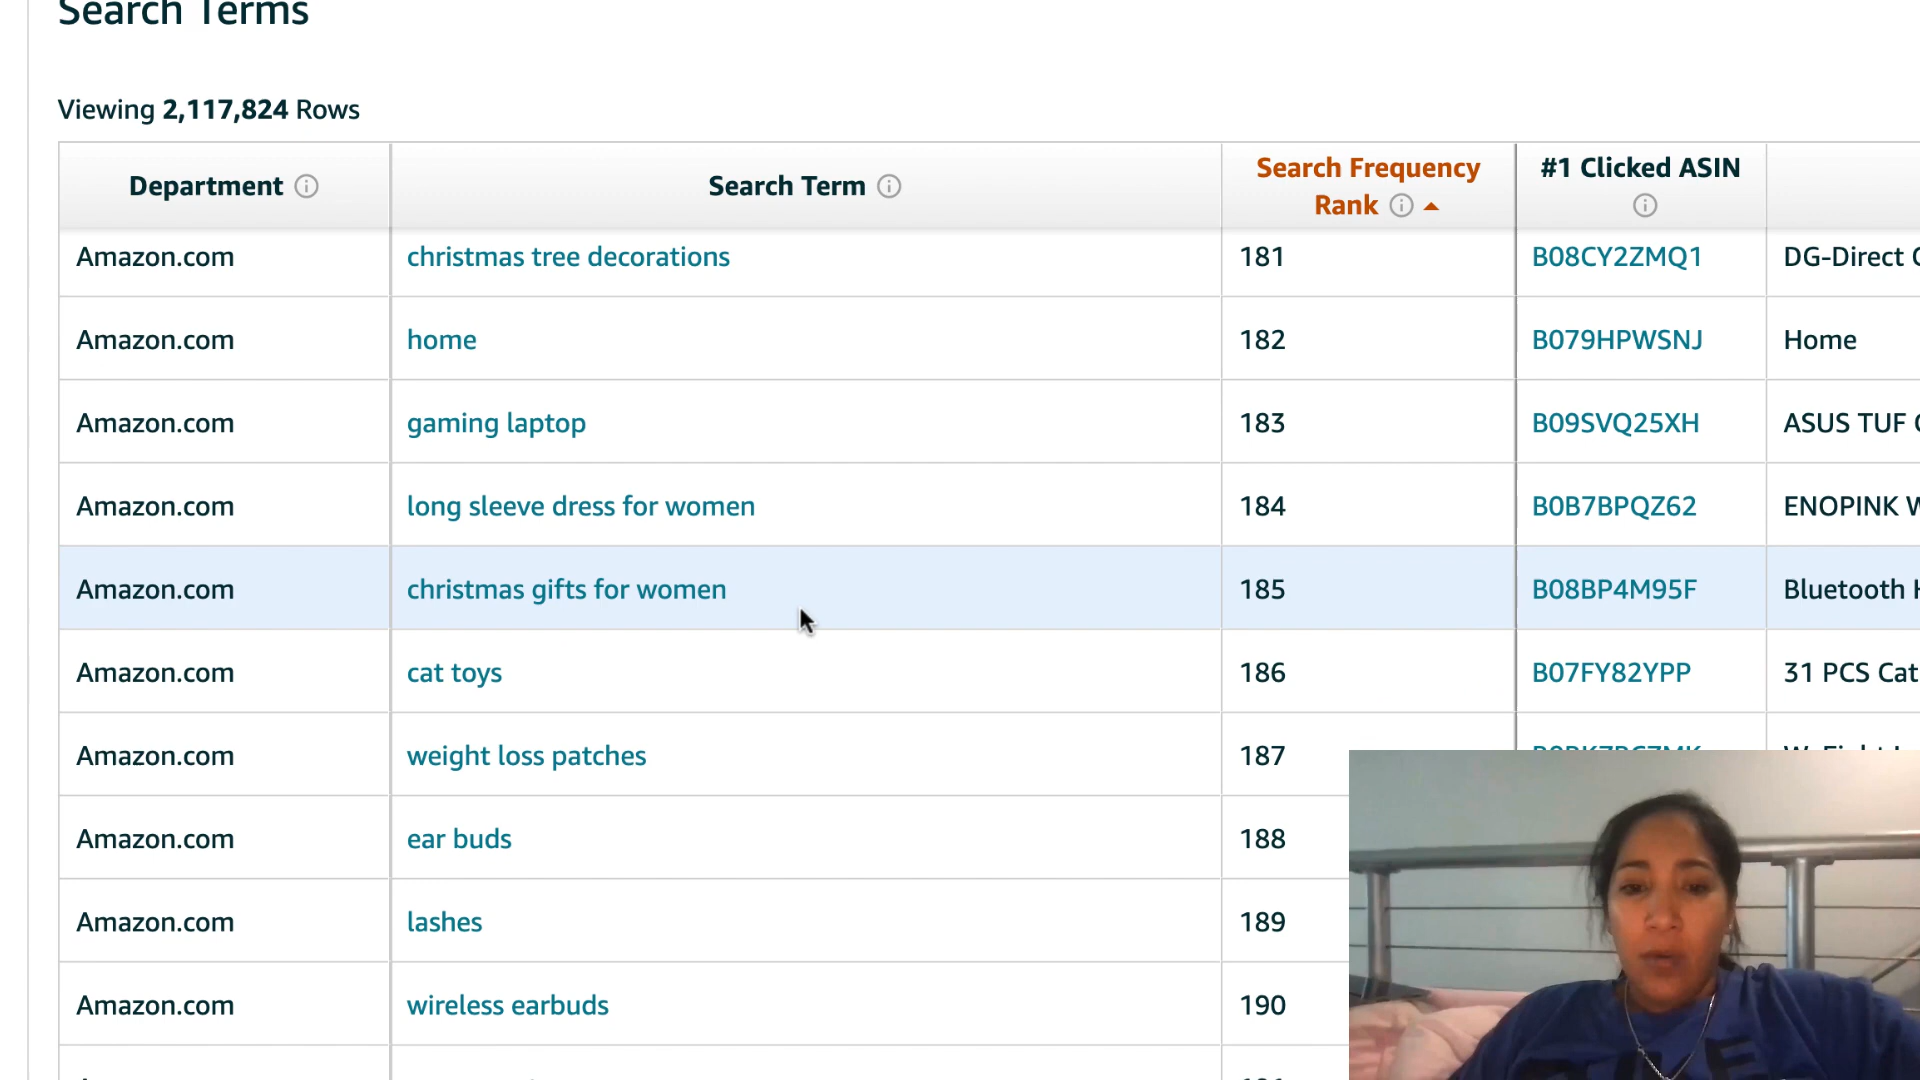 Search Terms
Viewing 2,117,824 Rows
Department Search Term Search Frequency Rank #1 Clicked ASIN
Amazon.com christmas tree decorations 181 B08CY2ZMQ1 DG-Direct
Amazon.com home 182 B079HPWSNJ Home
Amazon.com gaming laptop 183 B09SVQ25XH ASUS TUF
Amazon.com long sleeve dress for women 184 B0B7BPQZ62 ENOPINK
Amazon.com christmas gifts for women 185 B08BP4M95F Bluetooth
Amazon.com cat toys 186 B07FY82YPP 31 PCS Cat
Amazon.com weight loss patches 187
Amazon.com ear buds 188
Amazon.com lashes 189
Amazon.com wireless earbuds 190